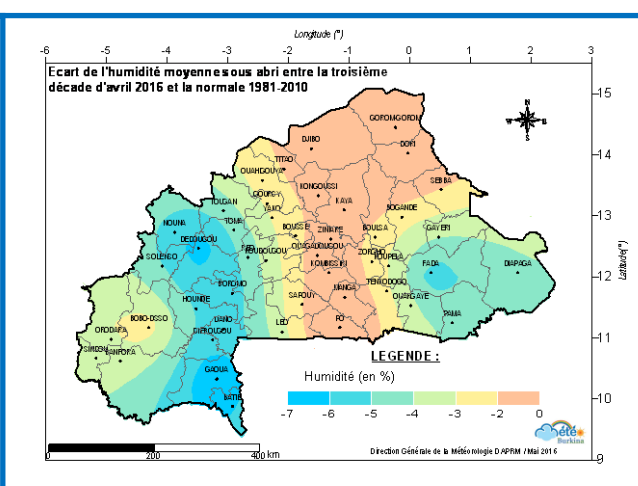 Longitude (°)
-6 -5 -4 -3 -2 -1 0 1 2 3
Ecart de l'humidité moyenne sous abri entre la troisième
décade d'avril 2016 et la normale 1981-2010
15
N
W E
S
GOROMGOROM
DJIBO
DORI
14
TITAO
OUAHIGOUYA
SEBBA
KONGOUSSI
GOURCY
TOUGAN
KAYA
YAKO
BOGANDE
13
NOUNA
TOMA
BOUSSE
ZINIARE
BOULSA
GAYERI
DEDOUGOU
OUAGADOUGOU
KOUDOUGOU
ZORGHO
SOLENZO
KOMBISSIRI
KOUPELA
FADA
DIAPAGA
12
Latitude(°)
TENKODOGO
BOROMO
MANGA
HOUNDE
SAPOUY
OUARGAYE
BOBO-DSSO
DANO
LEO
PO
PAMA
ORODARA
DIEBOUGOU
11
SINDOU
BANFORA
LEGENDE :
GAOUA
Humidité (en %)
BATIE
10
-7 -6 -5 -4 -3 -2 0
été
Burkina
0 200 400 km
Direction Générale de la Météorologie DAPRM / Mai 2016
9